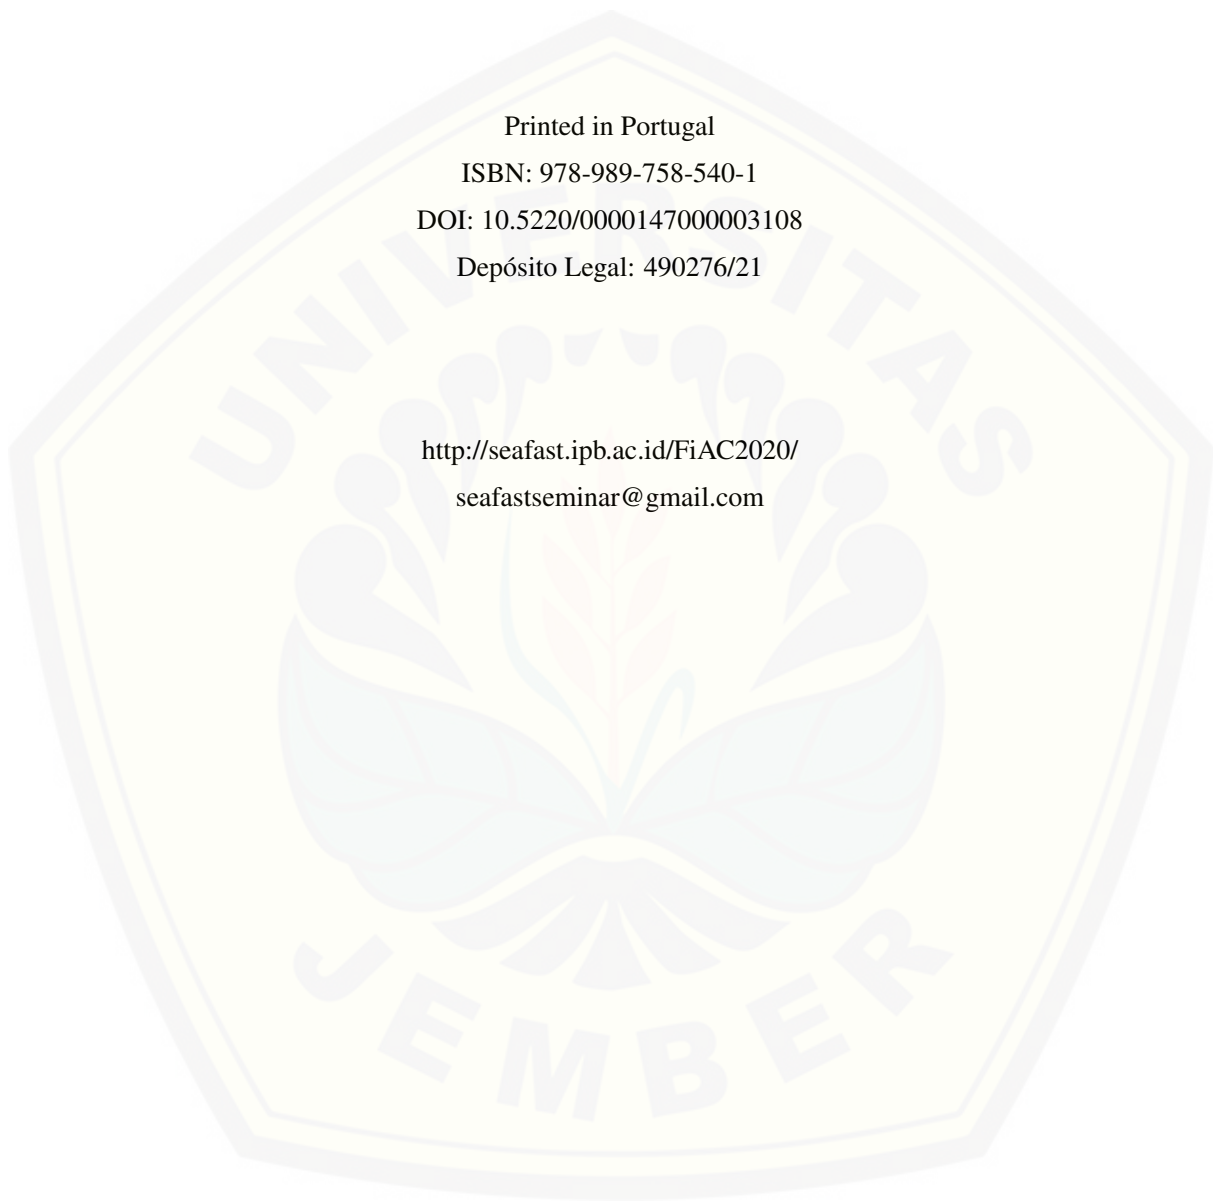 Printed in Portugal
ISBN: 978-989-758-540-1
DOI: 10.5220/0000147000003108
Depósito Legal: 490276/21
UNIVERSITAS
http://seafast.ipb.ac.id/FiAC2020/
seafastseminar@gmail.com
JEMBER